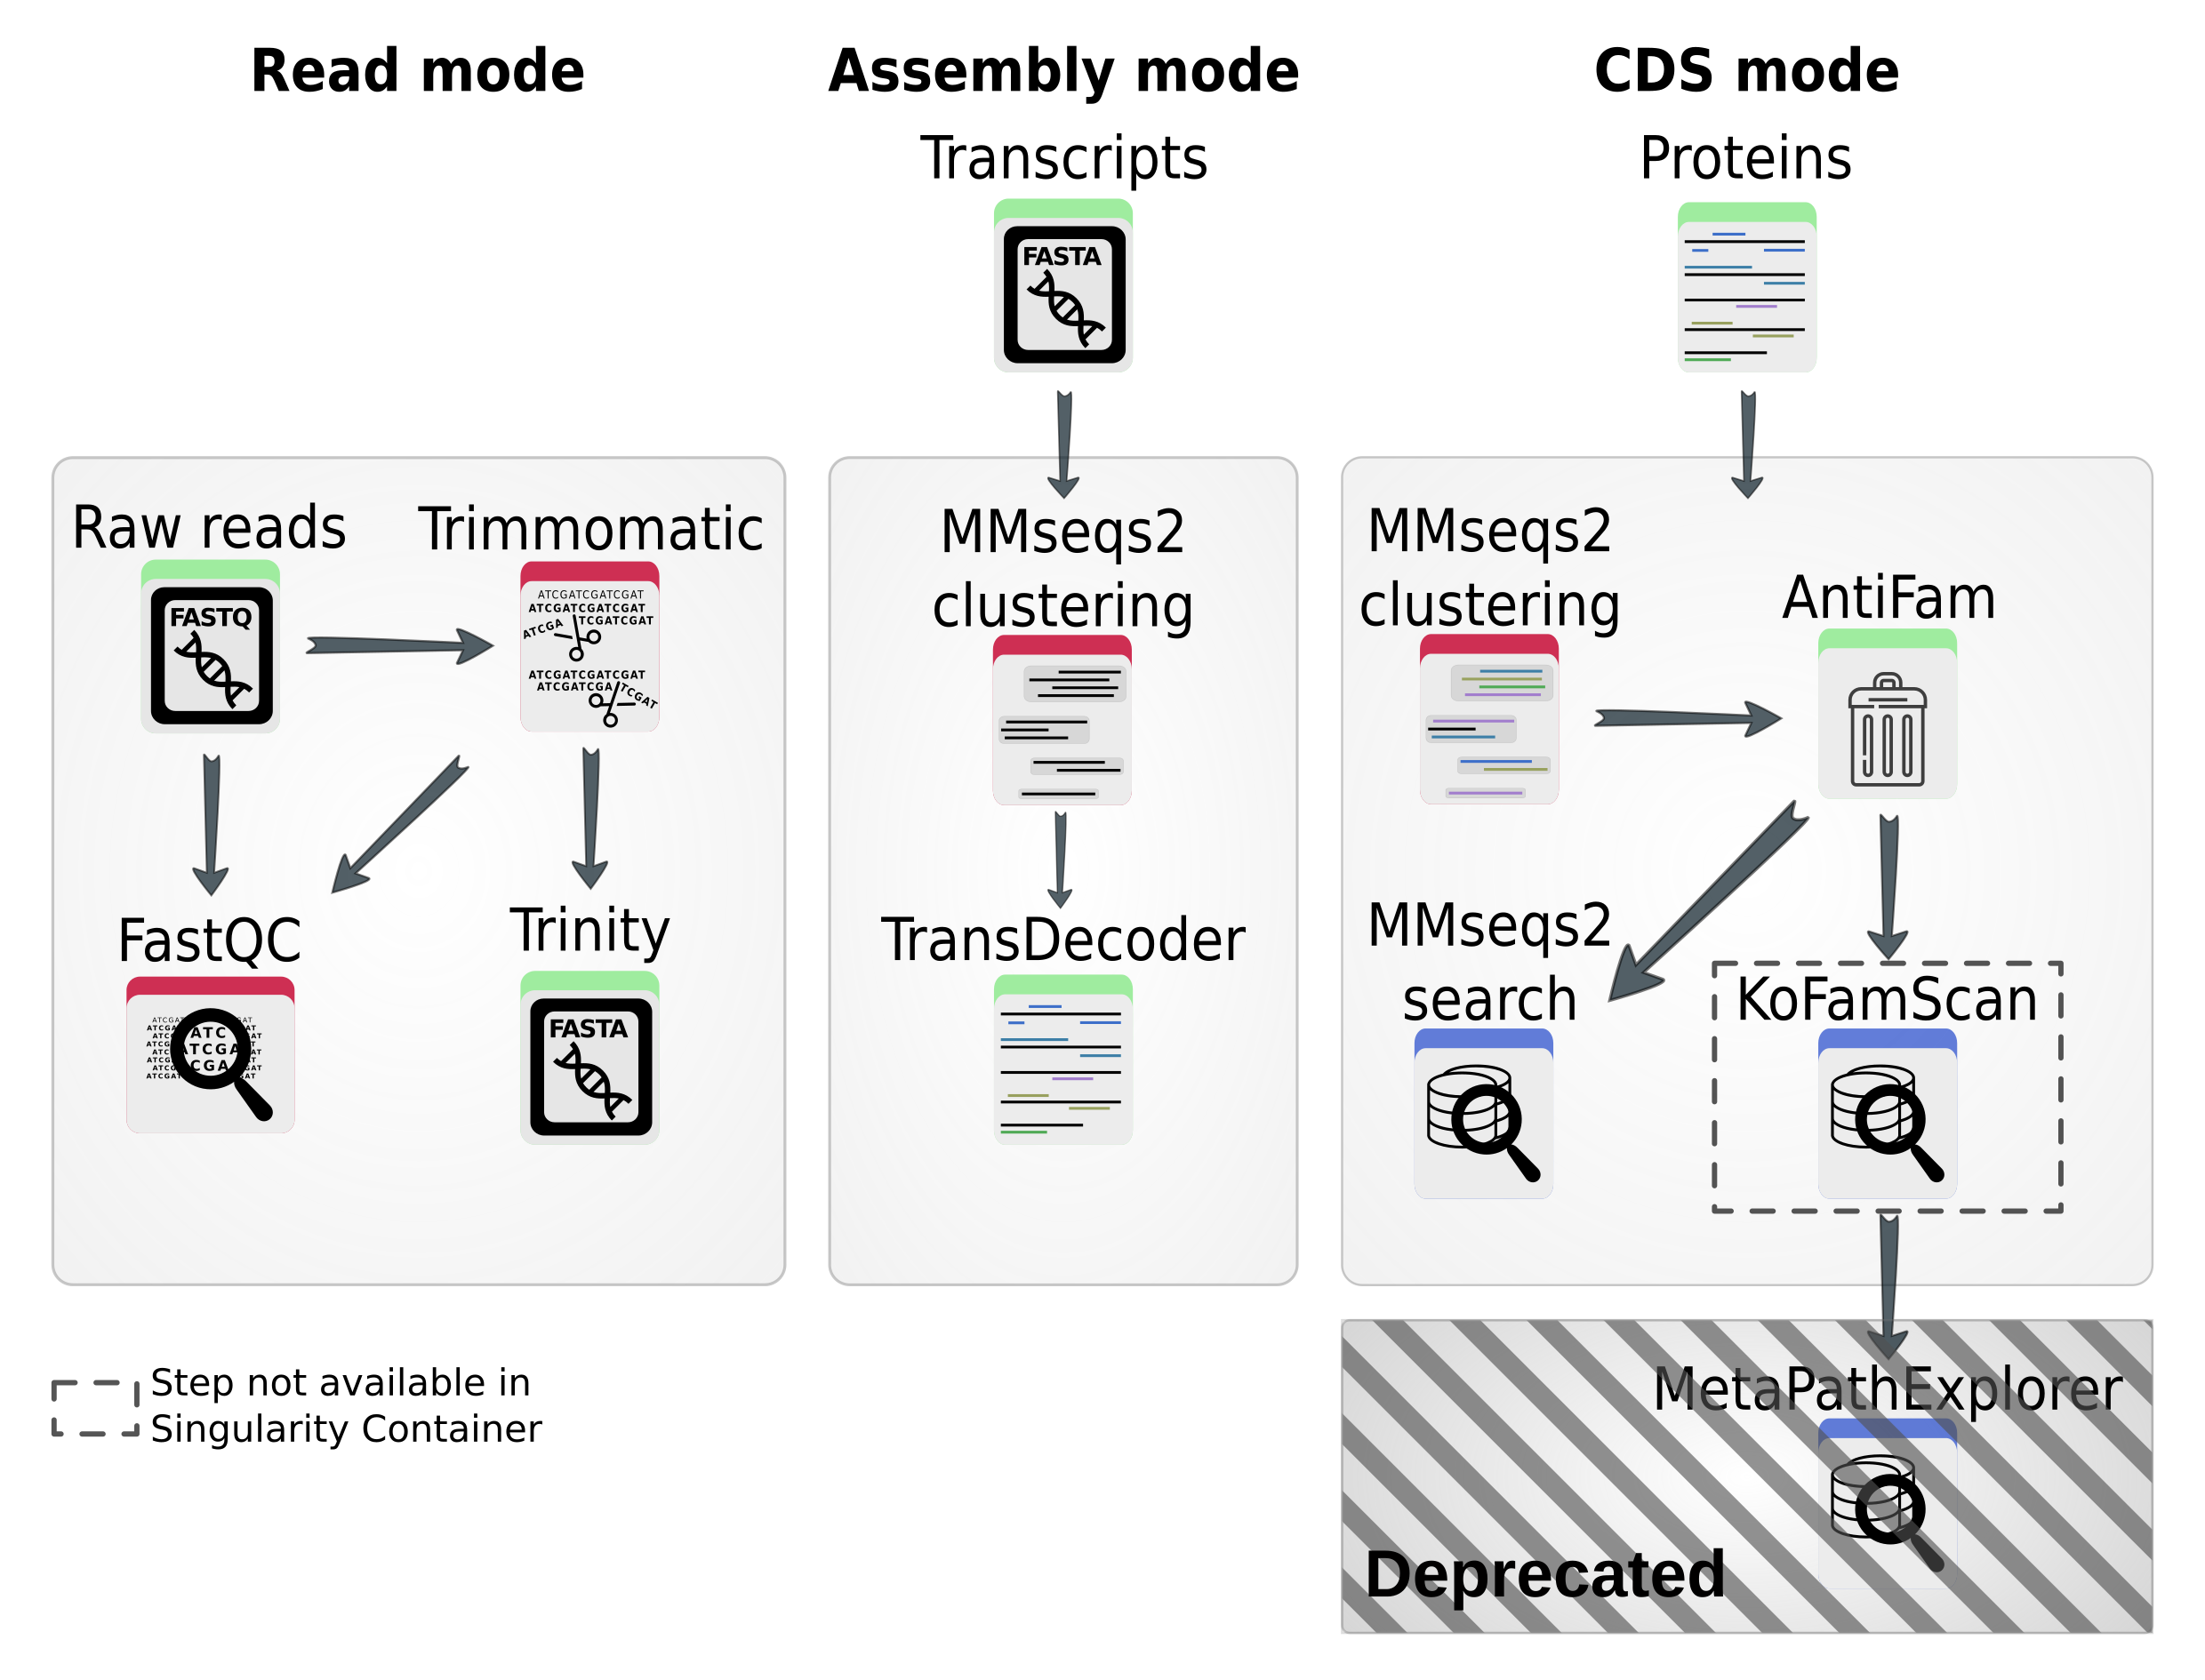 Read mode
Assembly mode
CDS mode
Transcripts
Proteins
FASTA
Raw reads
Trimmomatic
FASTQ
ATCGATCGATCGAT
ATCGATCGATCGAT
TCGATCGAT
ATCGA
ATCGATCGATCGAT
ATCGATCGATCGA
TCGAT
FastQC
ATC
ATCGA
CGA
Trinity
FASTA
MMseqs2
clustering
TransDecoder
MMseqs2
clustering
AntiFam
MMseqs2
search
KoFamScan
MetaPathExplorer
Deprecated
Step not available in
Singularity Container